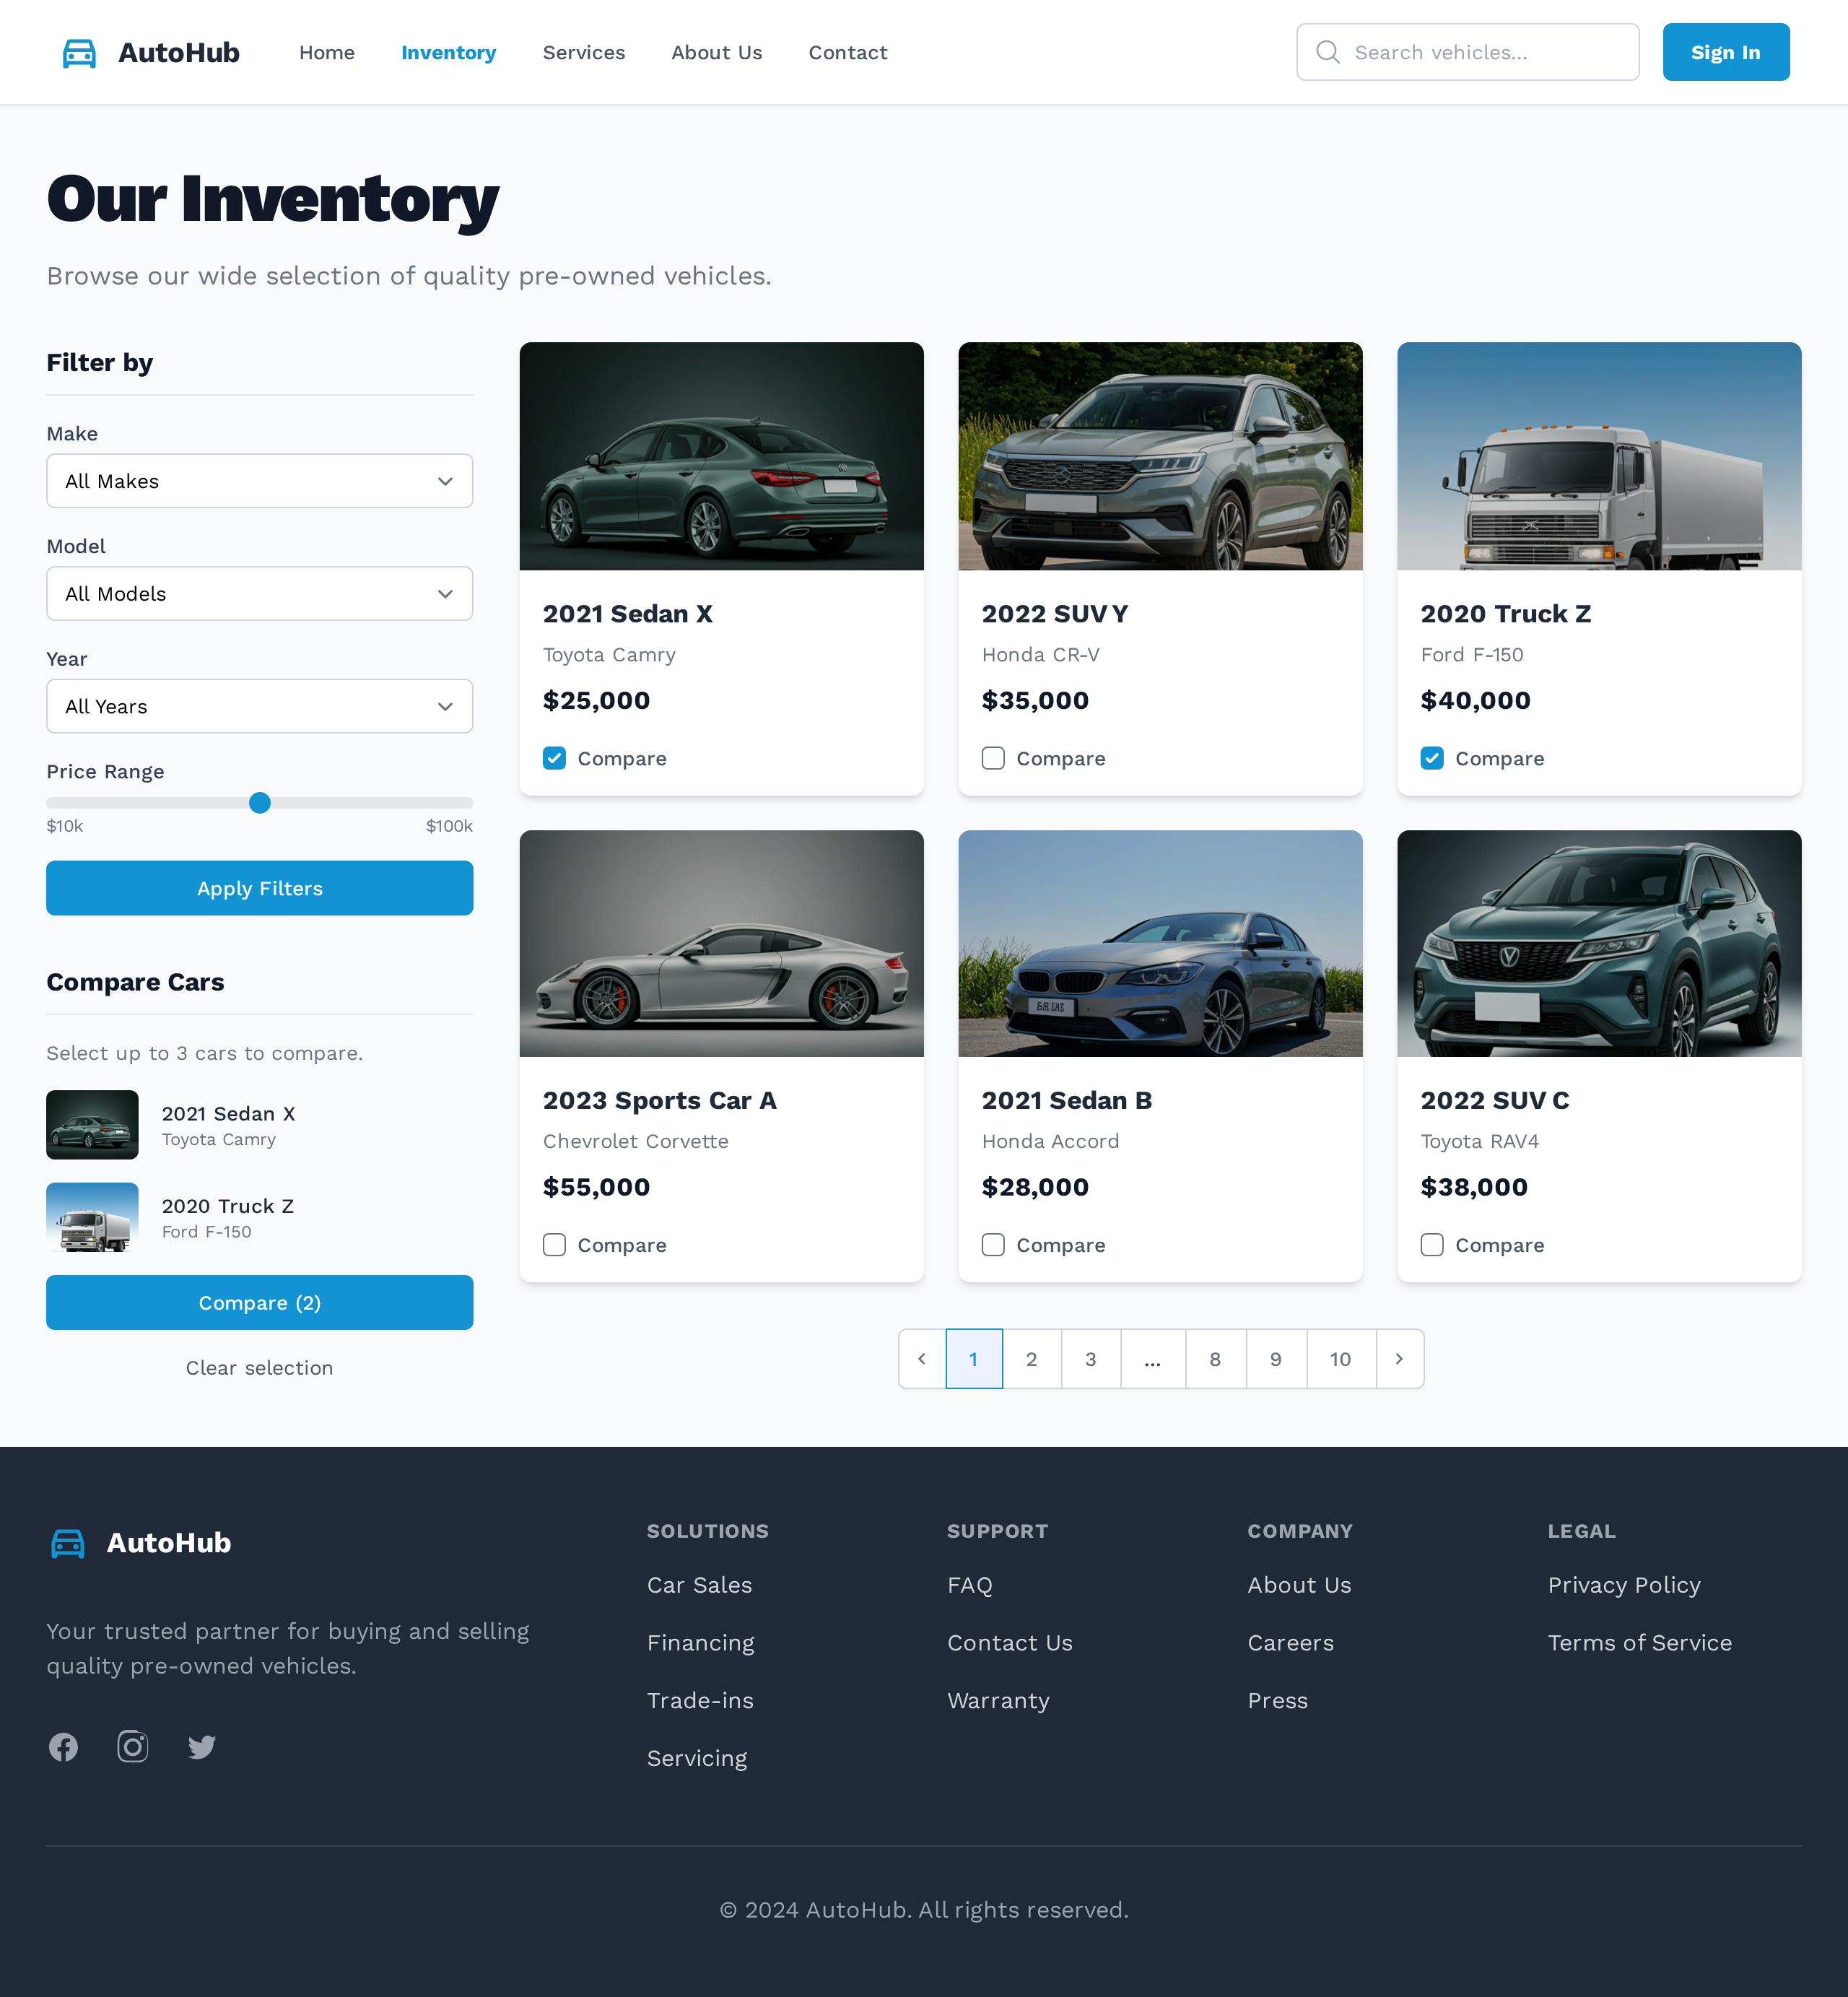 AutoHub
Home
Inventory
Services
About Us
Contact
Search vehicles...
Sign In
Our Inventory
Browse our wide selection of quality pre-owned vehicles.
Filter by
Make
All Makes
Model
All Models
Year
All Years
Price Range
$10k
$100k
Apply Filters
Compare Cars
Select up to 3 cars to compare.
2021 Sedan X
Toyota Camry
2020 Truck Z
Ford F-150
Compare (2)
Clear selection
2021 Sedan X
Toyota Camry
$25,000
Compare
2022 SUV Y
Honda CR-V
$35,000
Compare
2020 Truck Z
Ford F-150
$40,000
Compare
2023 Sports Car A
Chevrolet Corvette
$55,000
Compare
2021 Sedan B
Honda Accord
$28,000
Compare
2022 SUV C
Toyota RAV4
$38,000
Compare
1
2
3
...
8
9
10
AutoHub
Your trusted partner for buying and selling
quality pre-owned vehicles.
SOLUTIONS
Car Sales
Financing
Trade-ins
Servicing
SUPPORT
FAQ
Contact Us
Warranty
COMPANY
About Us
Careers
Press
LEGAL
Privacy Policy
Terms of Service
© 2024 AutoHub. All rights reserved.